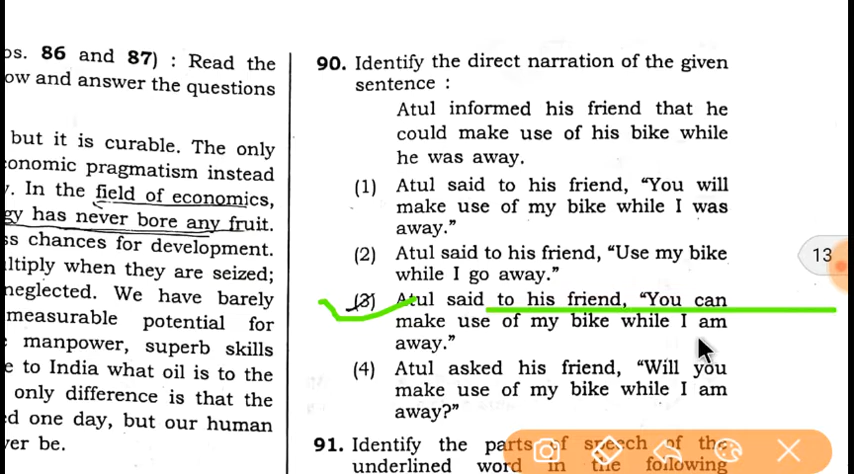 os. 86 and 87) : Read the
ow and answer the questions
but it is curable. The only
conomic pragmatism instead
. In the field of economics,
gy has never bore any fruit.
ss chances for development.
ltiply when they are seized;
neglected. We have barely
measurable potential for
manpower, superb skills
e to India what oil is to the
only difference is that the
d one day, but our human
ver be.
90. Identify the direct narration of the given
sentence :
Atul informed his friend that he
could make use of his bike while
he was away.
(1) Atul said to his friend, “You will
make use of my bike while I was
away.”
(2) Atul said to his friend, “Use my bike
while I go away.”
(3) Atul said to his friend, “You can
make use of my bike while I am
away.”
(4) Atul asked his friend, “Will you
make use of my bike while I am
away?”
91. Identify the parts of speech of the
underlined word in the following
13